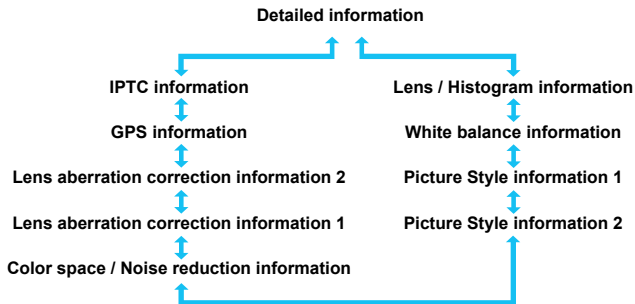 Detailed information
IPTC information
Lens / Histogram information
GPS information
White balance information
Lens aberration correction information 2
Picture Style information 1
Lens aberration correction information 1
Picture Style information 2
Color space / Noise reduction information